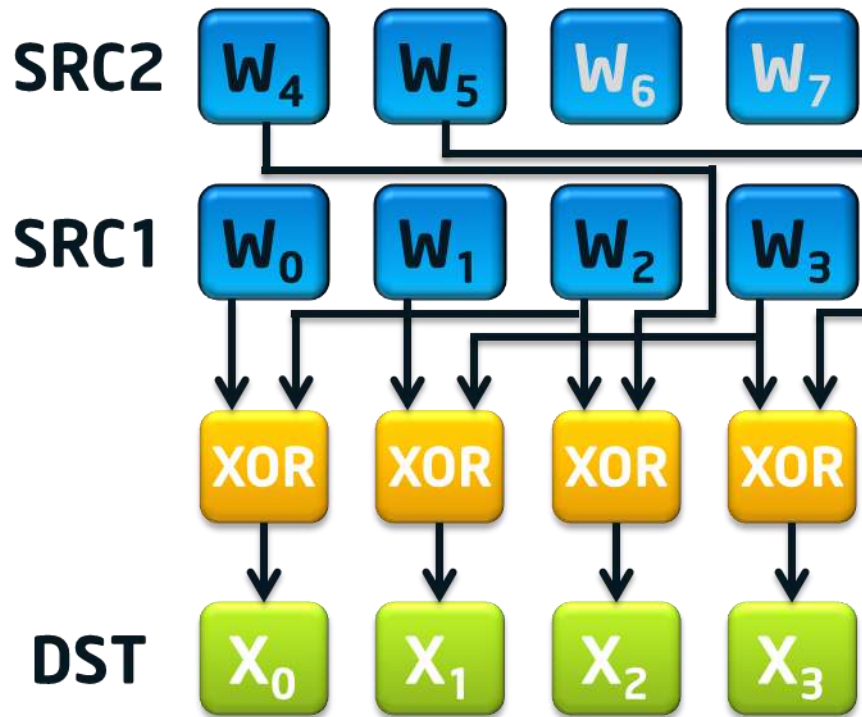 SRC2 W4 W5 W6 W7
SRC1 W0 W1 W2 W3
XOR XOR XOR XOR
DST X0 X1 X2 X3